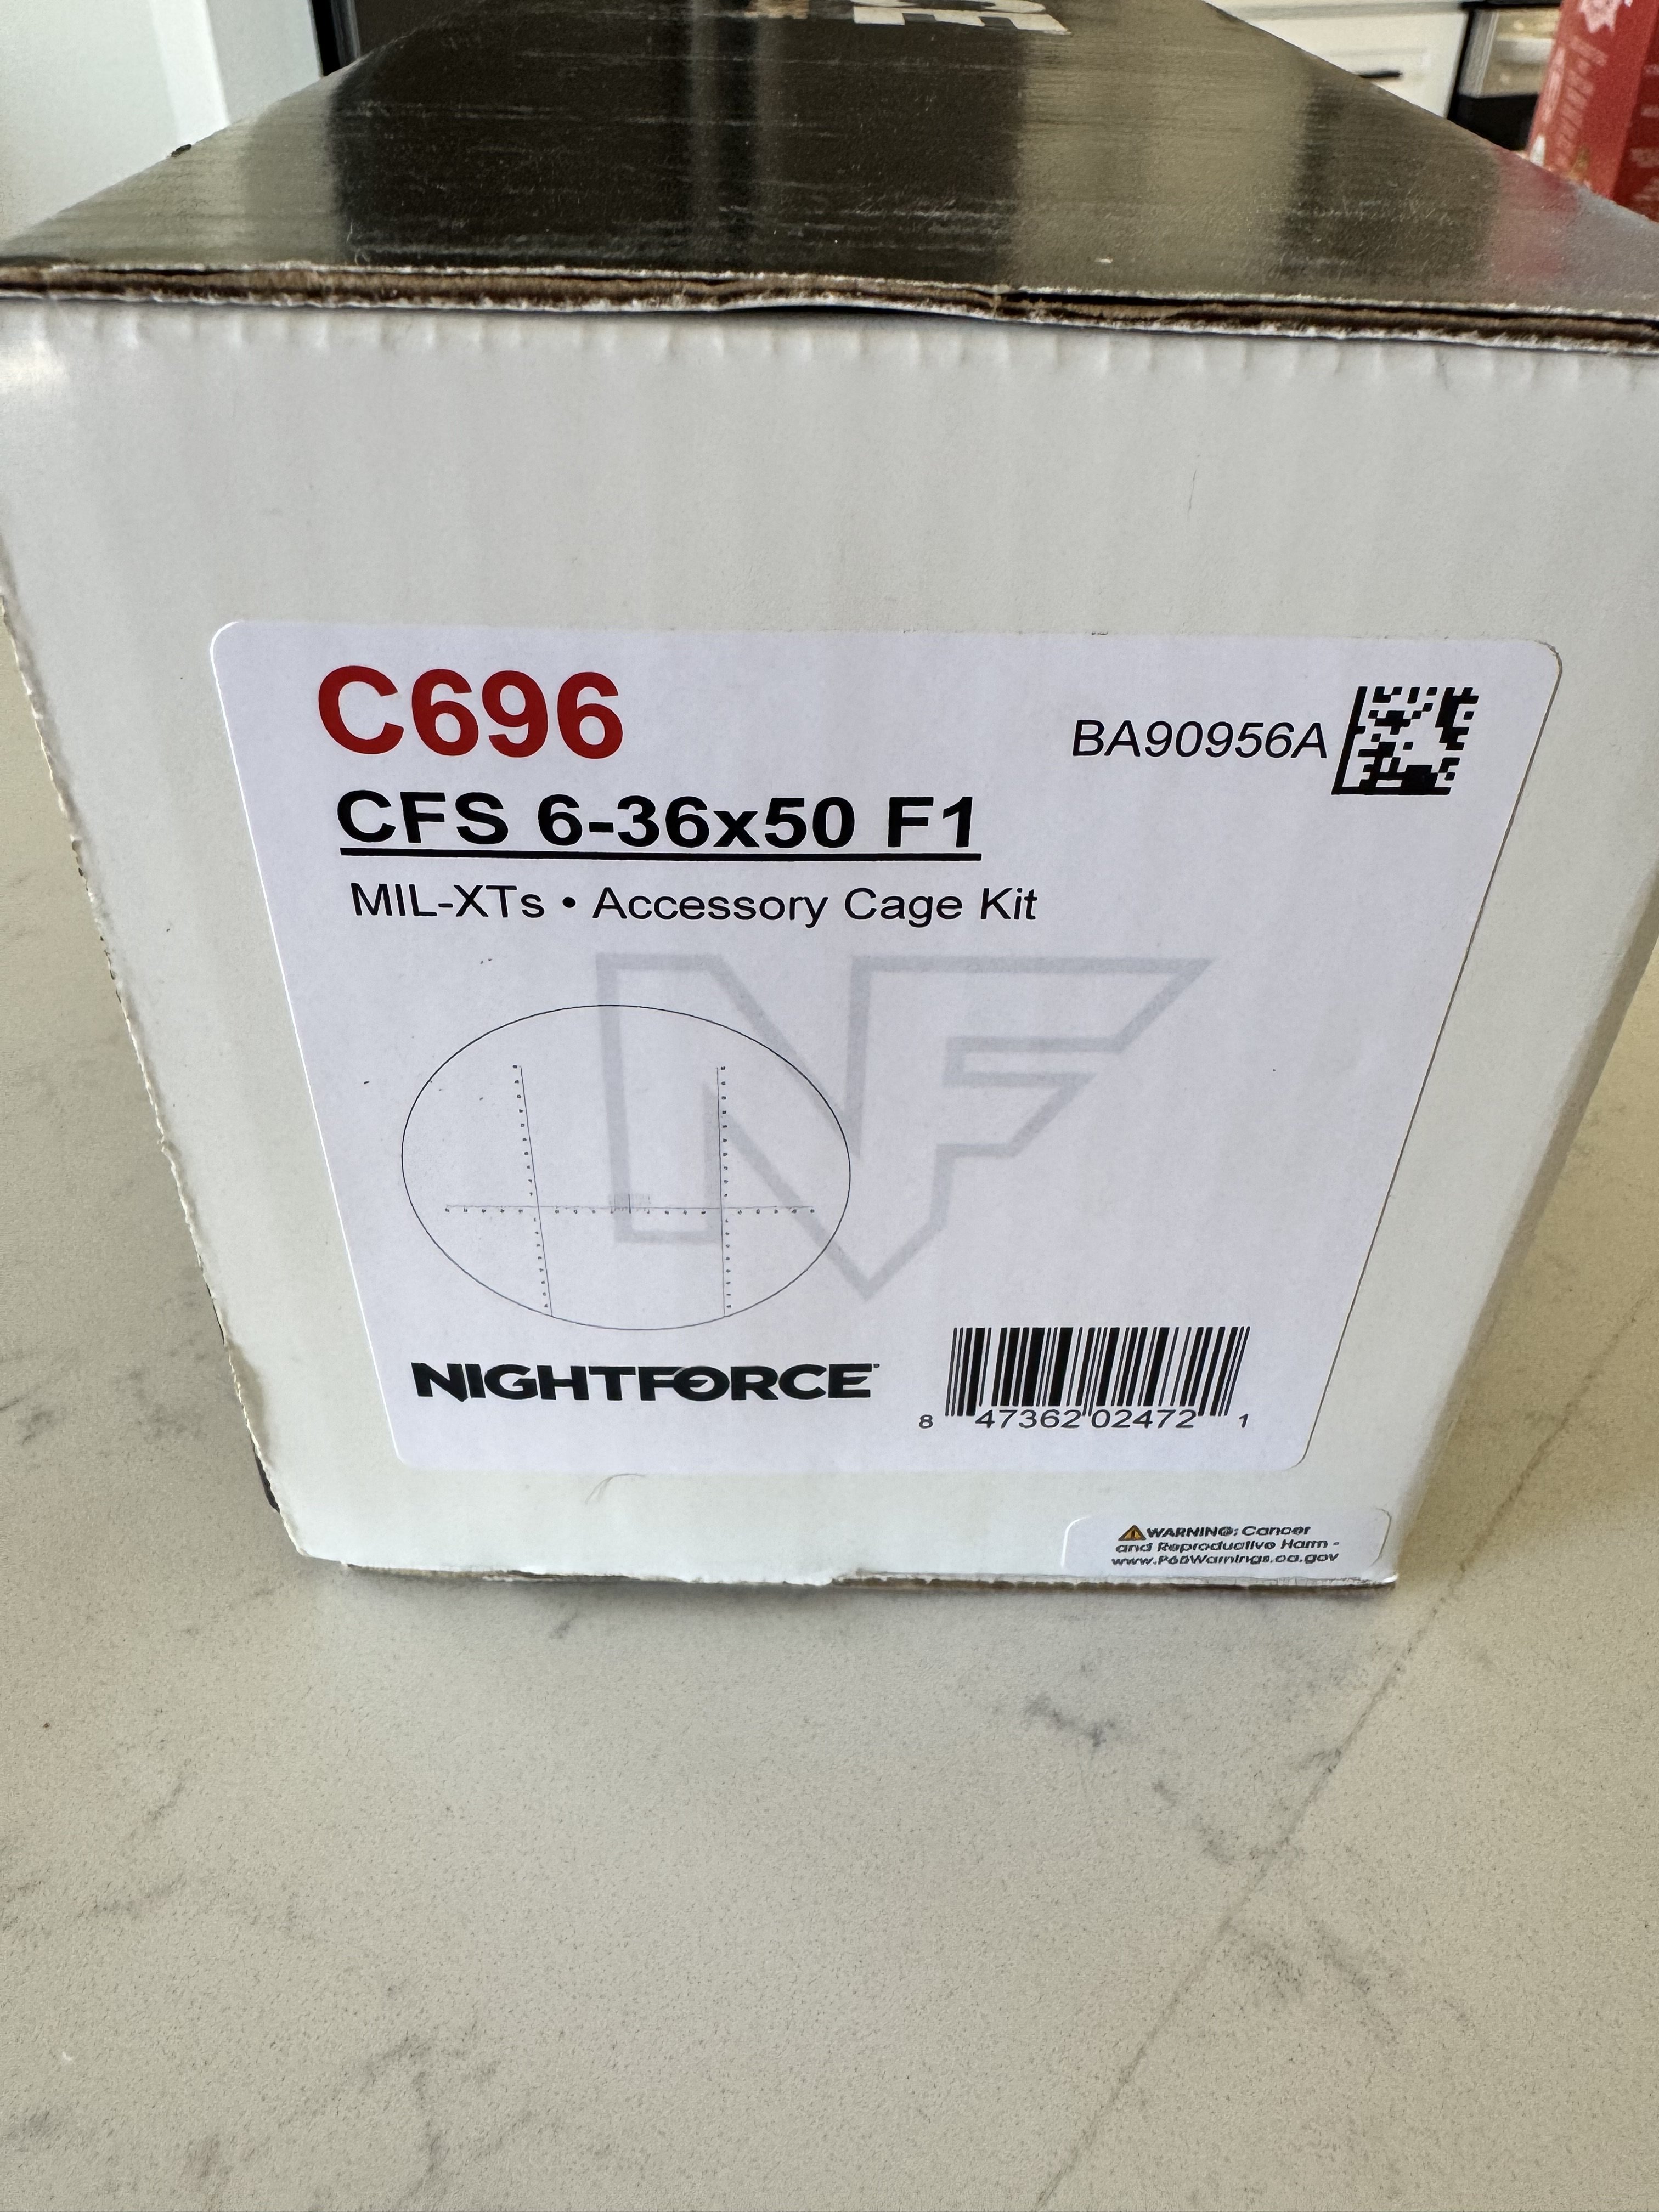 C696
BA90956A
CFS 6-36x50 F1
MIL-XTs • Accessory Cage Kit
NF
NIGHTFORCE
8 47362 02472 1
WARNING: Cancer
and Reproductive Harm -
www.P65Warnings.ca.gov